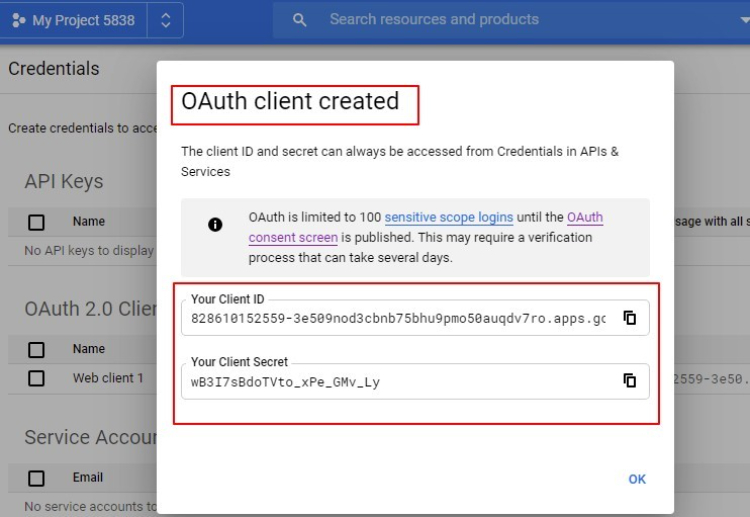 My Project 5838
Search resources and products
Credentials
Create credentials to acce
API Keys
Name
No API keys to display
OAuth 2.0 Clien
Name
Web client 1
Service Accour
Email
No service accounts to
OAuth client created
The client ID and secret can always be accessed from Credentials in APIs &
Services
OAuth is limited to 100 sensitive scope logins until the OAuth
consent screen is published. This may require a verification
process that can take several days.
Your Client ID
828610152559-3e509nod3cbnb75bhu9pmo50auqdv7ro.apps.go
Your Client Secret
wB3I7sBdoTVto_xPe_GMv_Ly
OK
sage with all s
2559-3e50.